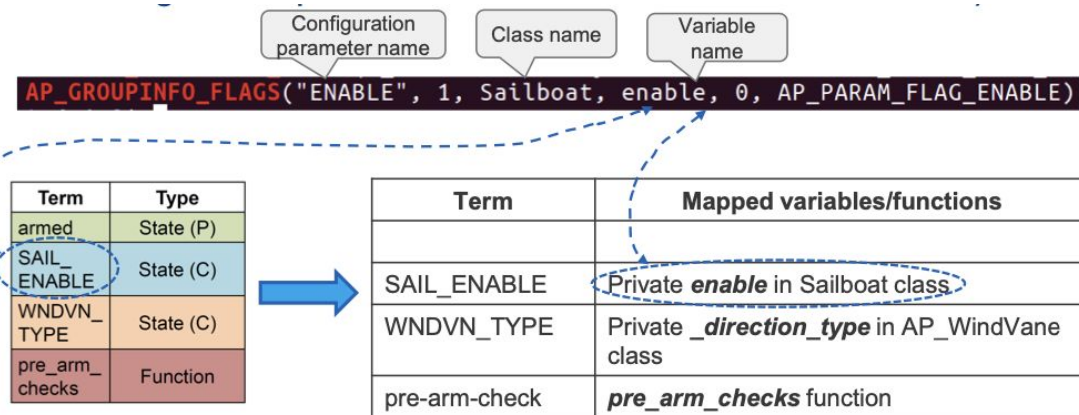 Configuration
parameter name
Class name
Variable
name
AP_GROUPINFO_FLAGS("ENABLE", 1, Sailboat, enable, 0, AP_PARAM_FLAG_ENABLE)
Term Type
armed State (P)
SAIL_
ENABLE State (C)
WNDVN_
TYPE State (C)
pre_arm_
checks Function
Term Mapped variables/functions
SAIL_ENABLE Private enable in Sailboat class
WNDVN_TYPE Private _direction_type in AP_WindVane
class
pre-arm-check pre_arm_checks function